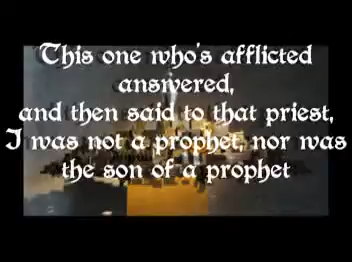 This one who's afflicted
answered,
and then said to that priest,
I was not a prophet, nor was
the son of a prophet